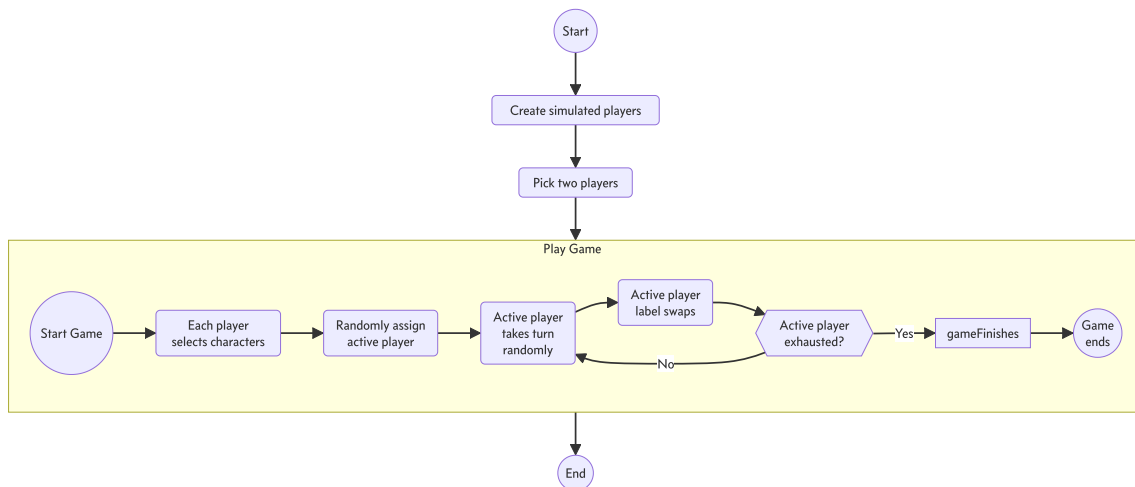 Start
Create simulated players
Pick two players
Play Game
Start Game
Each player
selects characters
Randomly assign
active player
Active player
takes turn
randomly
Active player
label swaps
Active player
exhausted?
No
Yes
gameFinishes
Game
ends
End